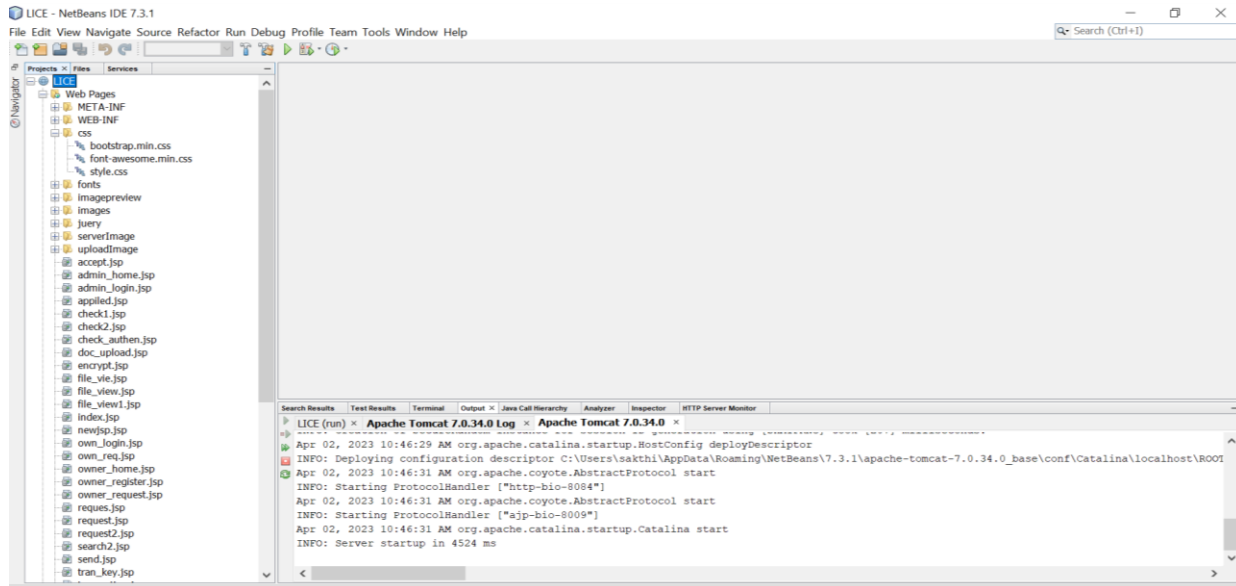 LICE - NetBeans IDE 7.3.1
File Edit View Navigate Source Refactor Run Debug Profile Team Tools Window Help
Search (Ctrl+I)
Projects Files Services
Navigator
LICE
Web Pages
META-INF
WEB-INF
css
bootstrap.min.css
font-awesome.min.css
style.css
fonts
imagepreview
images
juery
serverImage
uploadImage
accept.jsp
admin_home.jsp
admin_login.jsp
appiled.jsp
check1.jsp
check2.jsp
check_authen.jsp
doc_upload.jsp
encrypt.jsp
file_vie.jsp
file_view.jsp
file_view1.jsp
index.jsp
newjsp.jsp
own_login.jsp
own_req.jsp
owner_home.jsp
owner_register.jsp
owner_request.jsp
reques.jsp
request.jsp
request2.jsp
search2.jsp
send.jsp
tran_key.jsp
Search Results Test Results Terminal Output Java Call Hierarchy Analyzer Inspector HTTP Server Monitor
LICE (run) Apache Tomcat 7.0.34.0 Log Apache Tomcat 7.0.34.0
Apr 02, 2023 10:46:29 AM org.apache.catalina.startup.HostConfig deployDescriptor
INFO: Deploying configuration descriptor C:\Users\sakthi\AppData\Roaming\NetBeans\7.3.1\apache-tomcat-7.0.34.0_base\conf\Catalina\localhost\ROOT
Apr 02, 2023 10:46:31 AM org.apache.coyote.AbstractProtocol start
INFO: Starting ProtocolHandler ["http-bio-8084"]
Apr 02, 2023 10:46:31 AM org.apache.coyote.AbstractProtocol start
INFO: Starting ProtocolHandler ["ajp-bio-8009"]
Apr 02, 2023 10:46:31 AM org.apache.catalina.startup.Catalina start
INFO: Server startup in 4524 ms